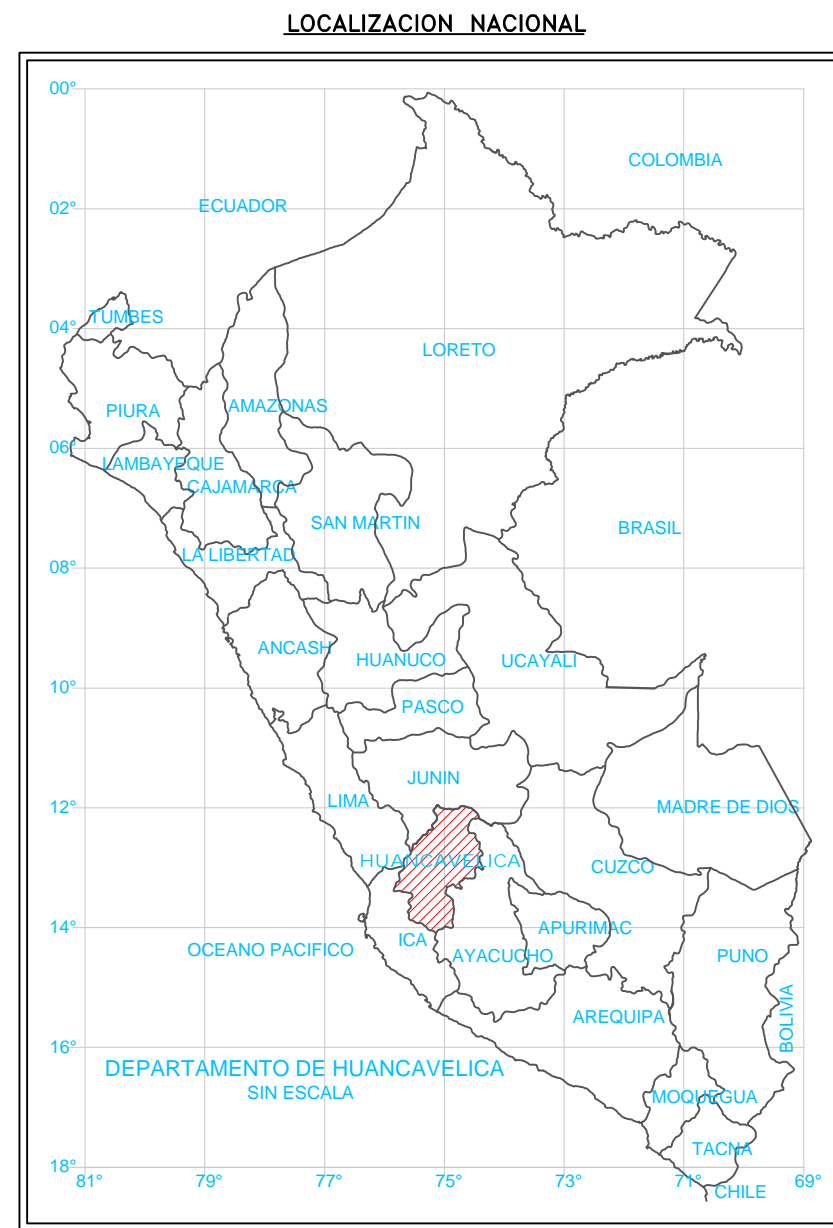 LOCALIZACION NACIONAL
00°
COLOMBIA
ECUADOR
02°
TUMBES
04°
LORETO
PIURA
AMAZONAS
06°
LAMBAYEQUE
CAJAMARCA
SAN MARTIN
BRASIL
LA LIBERTAD
08°
ANCASH
HUANUCO
UCAYALI
10°
PASCO
JUNIN
LIMA
12°
MADRE DE DIOS
HUANCAVELICA
CUZCO
14°
APURIMAC
ICA
OCEANO PACIFICO
AYACUCHO
PUNO
BOLIVIA
AREQUIPA
16°
DEPARTAMENTO DE HUANCAVELICA
SIN ESCALA
MOQUEGUA
TACNA
18°
81° 79° 77° 75° 73° 71° 69°
CHILE